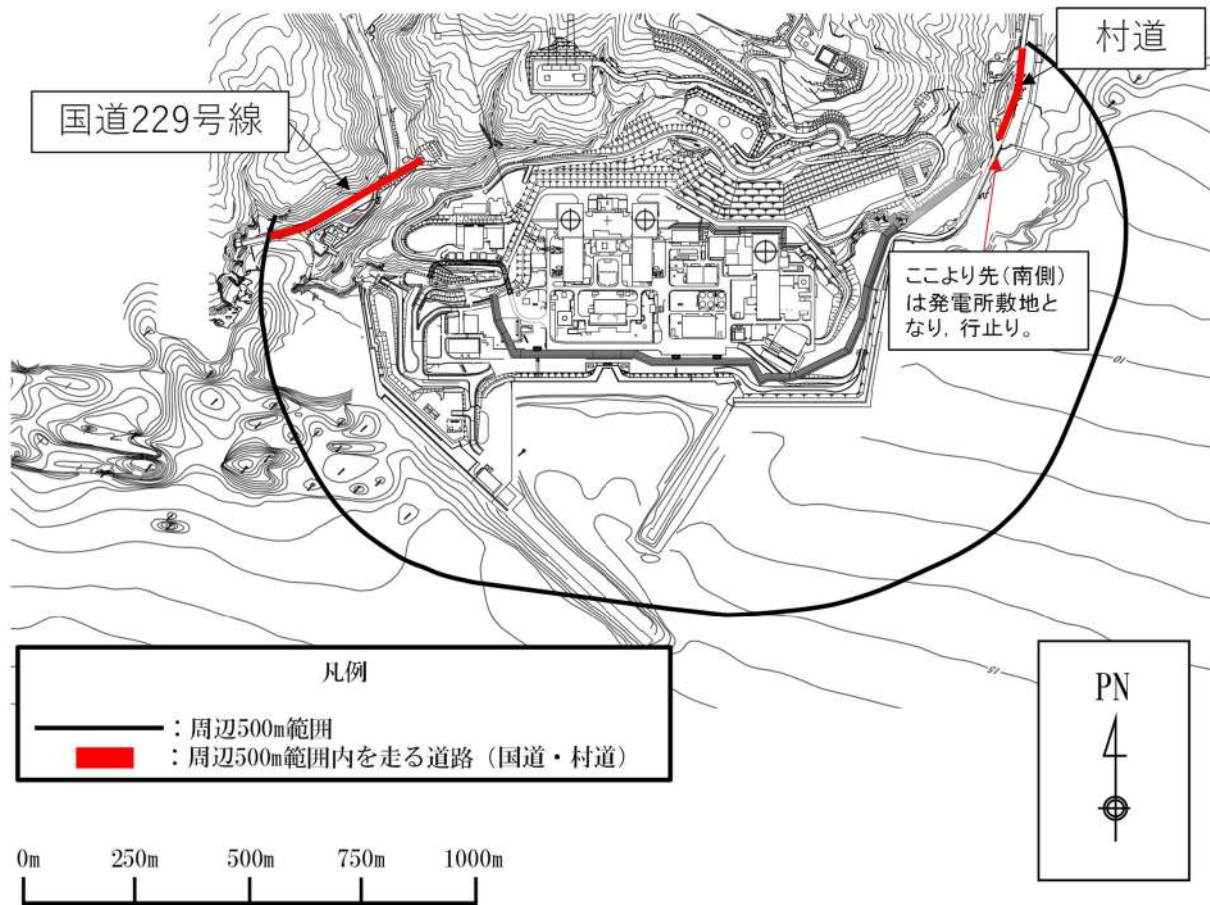 村道
国道229号線
ここより先（南側）
は発電所敷地と
なり，行止り。
10
15
凡例
：周辺500m範囲
：周辺500m範囲内を走る道路（国道・村道）
PN
0m 250m 500m 750m 1000m